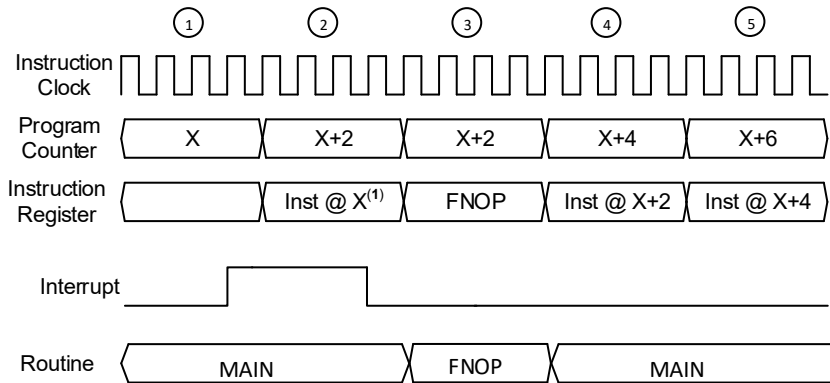 1 2 3 4 5
Instruction
Clock
Program
Counter
X X+2 X+2 X+4 X+6
Instruction
Register
Inst @ X(1) FNOP Inst @ X+2 Inst @ X+4
Interrupt
Routine MAIN FNOP MAIN